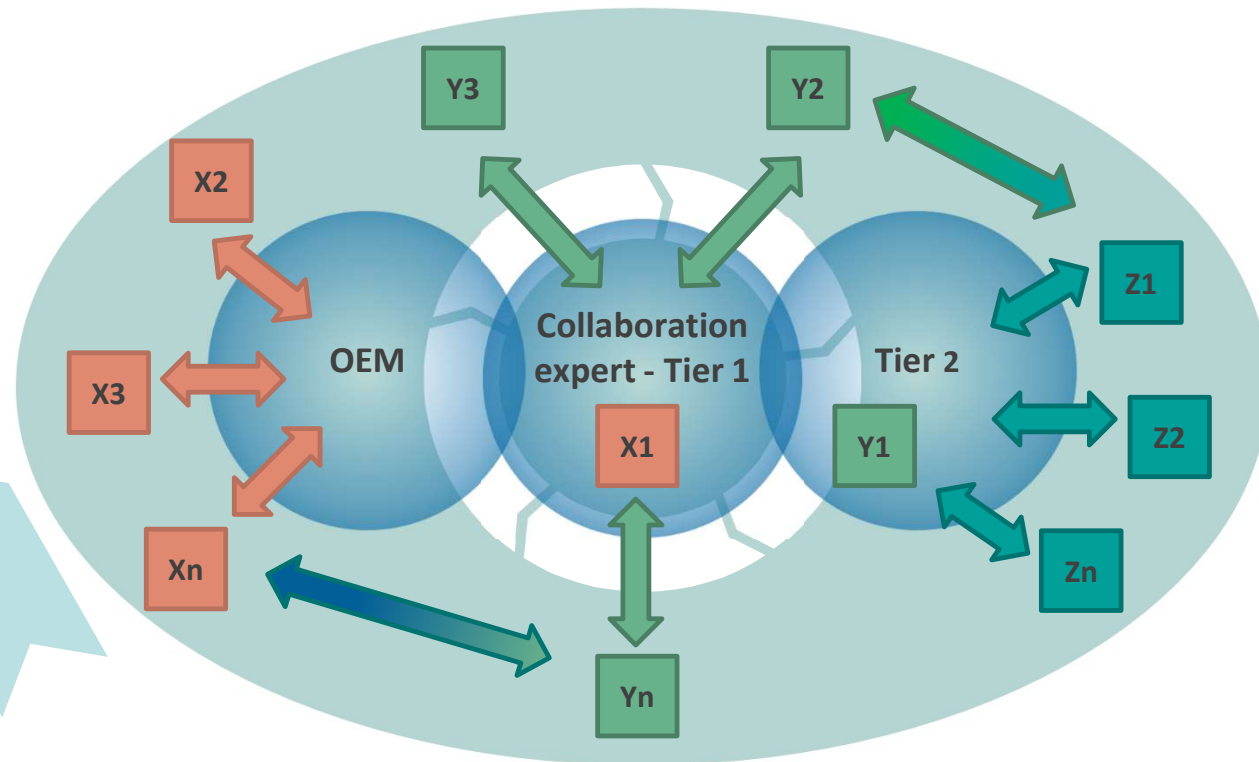 Y3
Y2
X2
Z1
Collaboration
expert - Tier 1
OEM
Tier 2
X3
X1
Y1
Z2
Xn
Zn
Yn